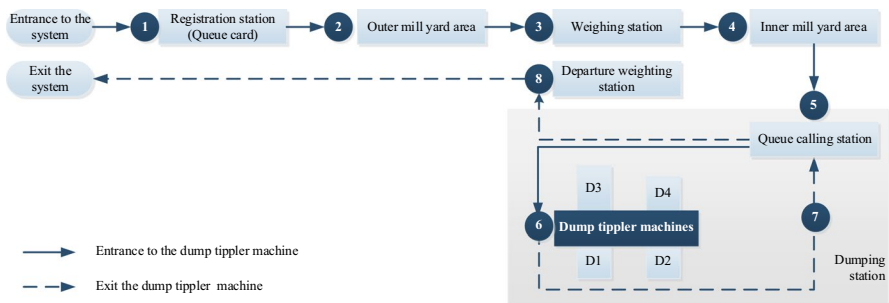 Entrance to the
system
1
Registration station
(Queue card)
2
Outer mill yard area
3
Weighing station
4
Inner mill yard area
Exit the
system
8
Departure weighting
station
5
Queue calling station
D3
D4
6
Dump tippler machines
7
D1
D2
Dumping
station
Entrance to the dump tippler machine
Exit the dump tippler machine